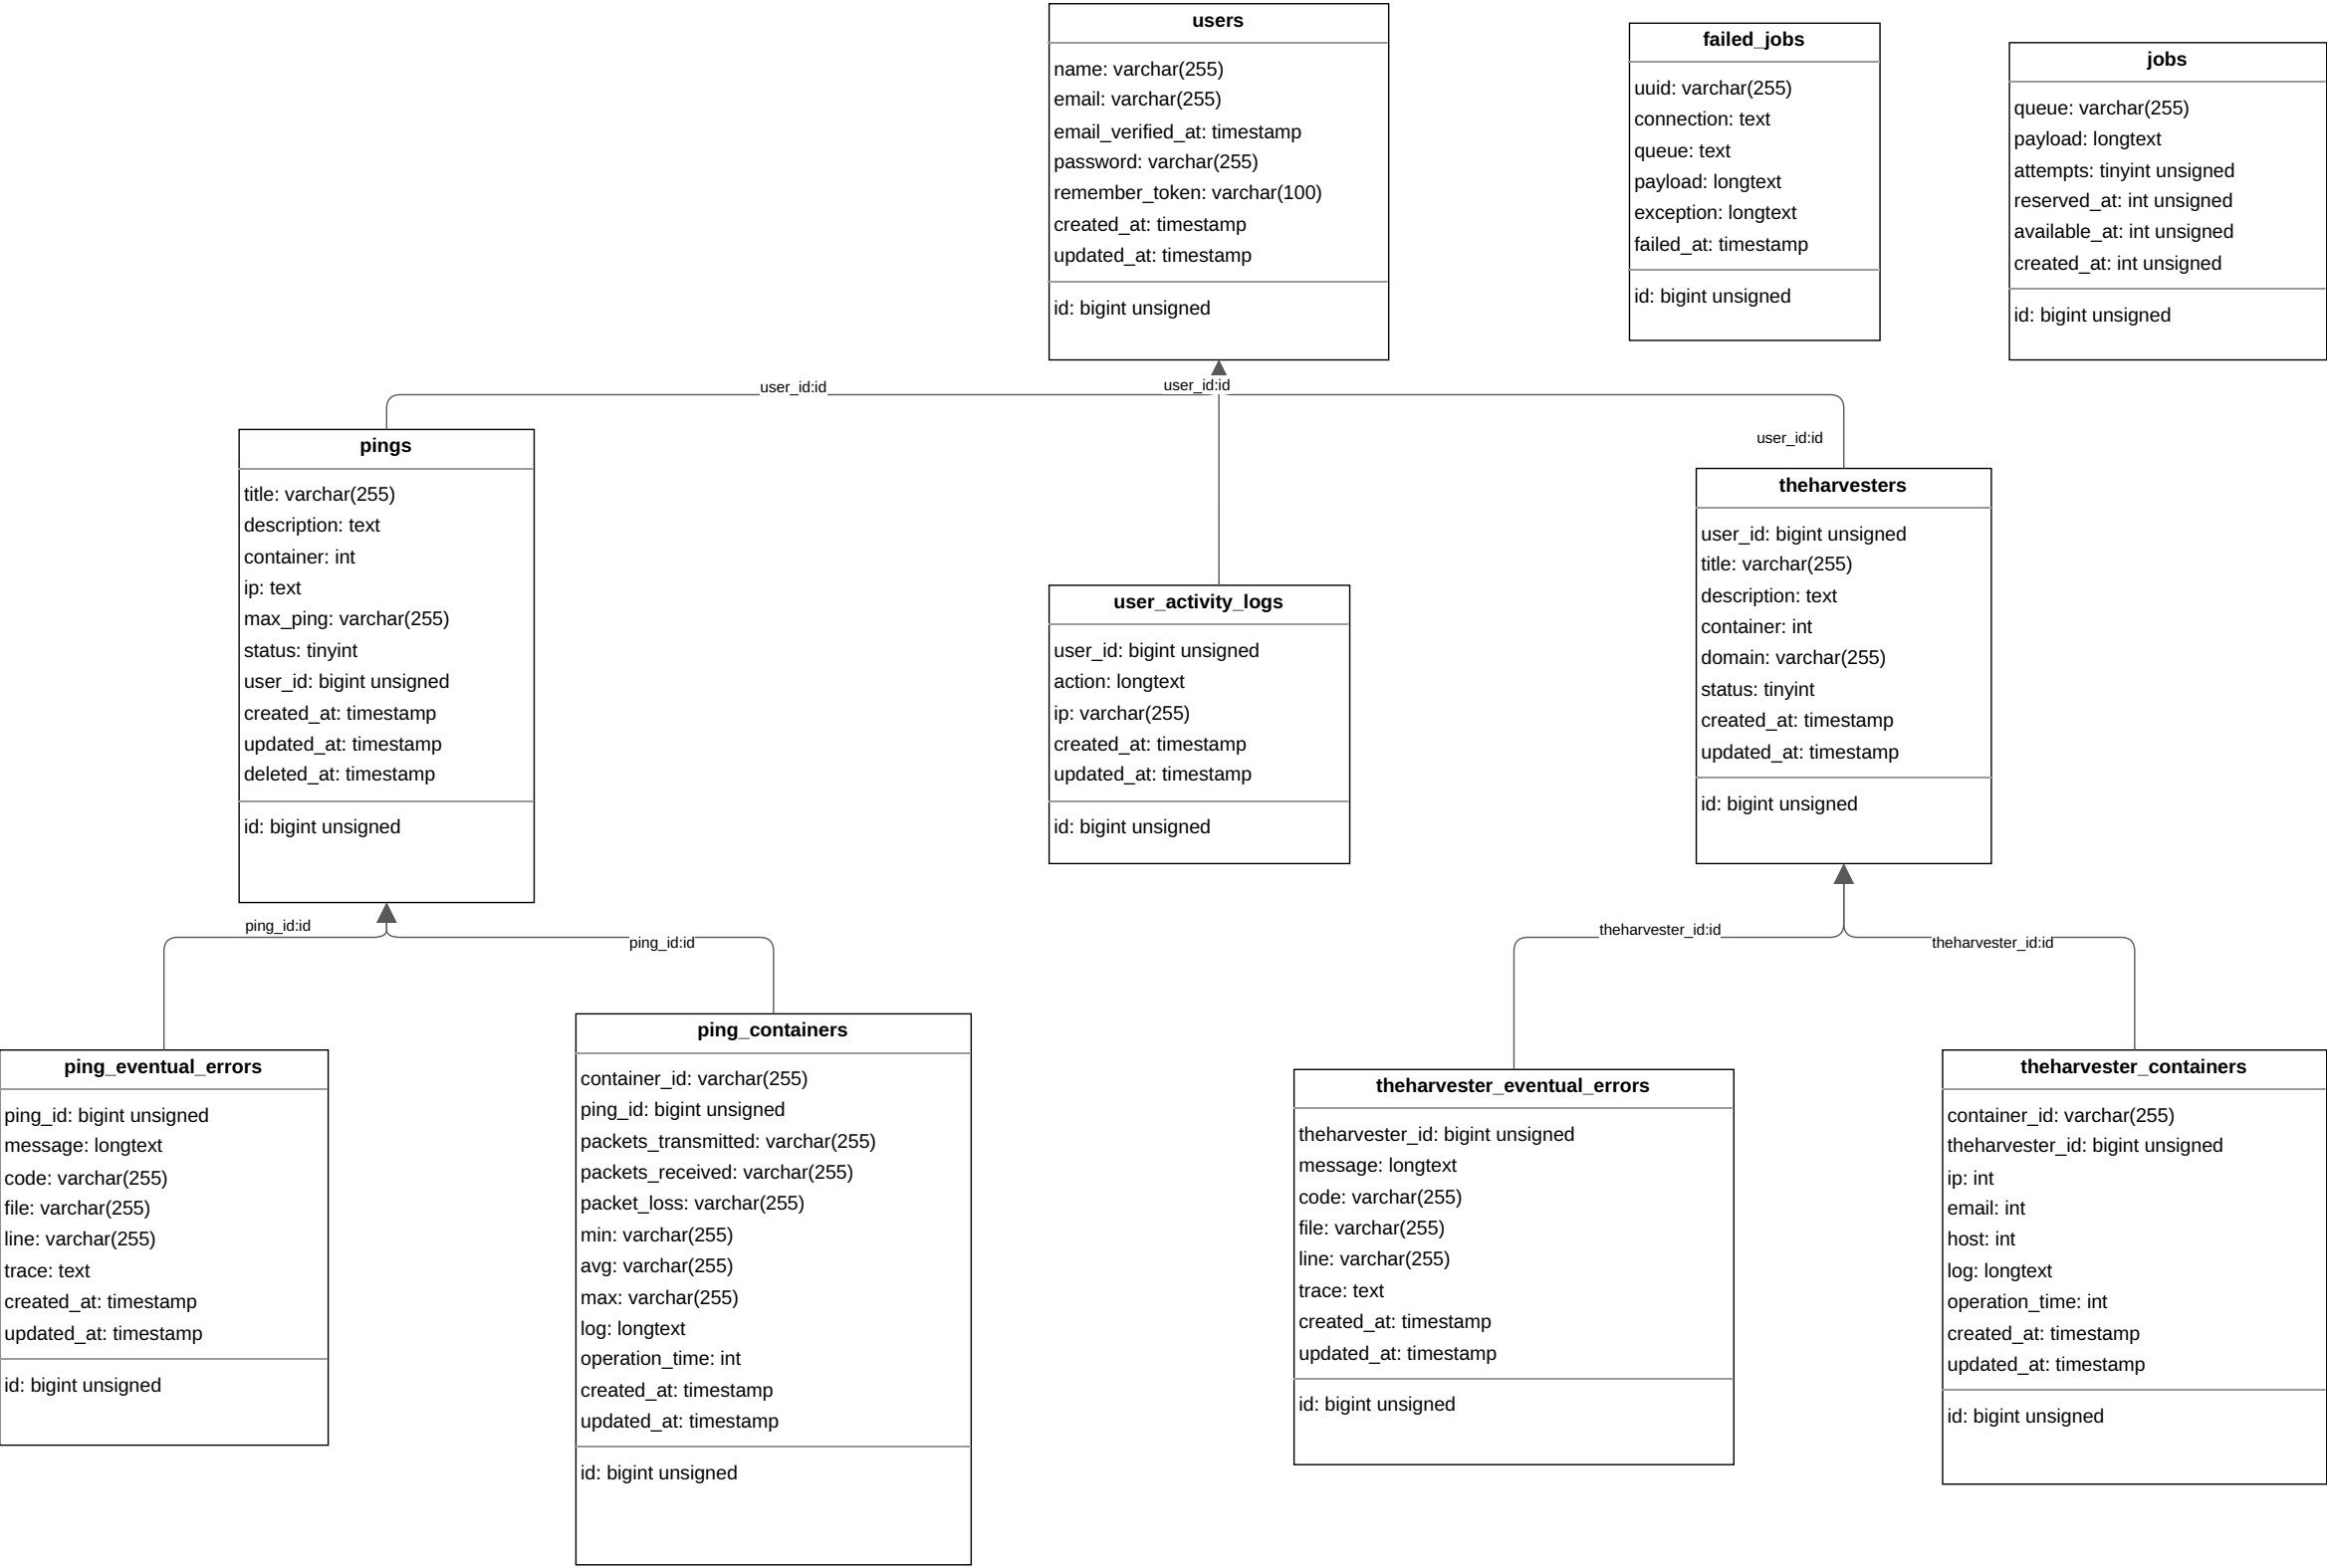 users
name: varchar(255)
email: varchar(255)
email_verified_at: timestamp
password: varchar(255)
remember_token: varchar(100)
created_at: timestamp
updated_at: timestamp
id: bigint unsigned
failed_jobs
uuid: varchar(255)
connection: text
queue: text
payload: longtext
exception: longtext
failed_at: timestamp
id: bigint unsigned
jobs
queue: varchar(255)
payload: longtext
attempts: tinyint unsigned
reserved_at: int unsigned
available_at: int unsigned
created_at: int unsigned
id: bigint unsigned
user_id:id
user_id:id
user_id:id
pings
title: varchar(255)
description: text
container: int
ip: text
max_ping: varchar(255)
status: tinyint
user_id: bigint unsigned
created_at: timestamp
updated_at: timestamp
deleted_at: timestamp
id: bigint unsigned
user_activity_logs
user_id: bigint unsigned
action: longtext
ip: varchar(255)
created_at: timestamp
updated_at: timestamp
id: bigint unsigned
theharvesters
user_id: bigint unsigned
title: varchar(255)
description: text
container: int
domain: varchar(255)
status: tinyint
created_at: timestamp
updated_at: timestamp
id: bigint unsigned
ping_id:id
ping_id:id
theharvester_id:id
theharvester_id:id
ping_eventual_errors
ping_id: bigint unsigned
message: longtext
code: varchar(255)
file: varchar(255)
line: varchar(255)
trace: text
created_at: timestamp
updated_at: timestamp
id: bigint unsigned
ping_containers
container_id: varchar(255)
ping_id: bigint unsigned
packets_transmitted: varchar(255)
packets_received: varchar(255)
packet_loss: varchar(255)
min: varchar(255)
avg: varchar(255)
max: varchar(255)
log: longtext
operation_time: int
created_at: timestamp
updated_at: timestamp
id: bigint unsigned
theharvester_eventual_errors
theharvester_id: bigint unsigned
message: longtext
code: varchar(255)
file: varchar(255)
line: varchar(255)
trace: text
created_at: timestamp
updated_at: timestamp
id: bigint unsigned
theharvester_containers
container_id: varchar(255)
theharvester_id: bigint unsigned
ip: int
email: int
host: int
log: longtext
operation_time: int
created_at: timestamp
updated_at: timestamp
id: bigint unsigned